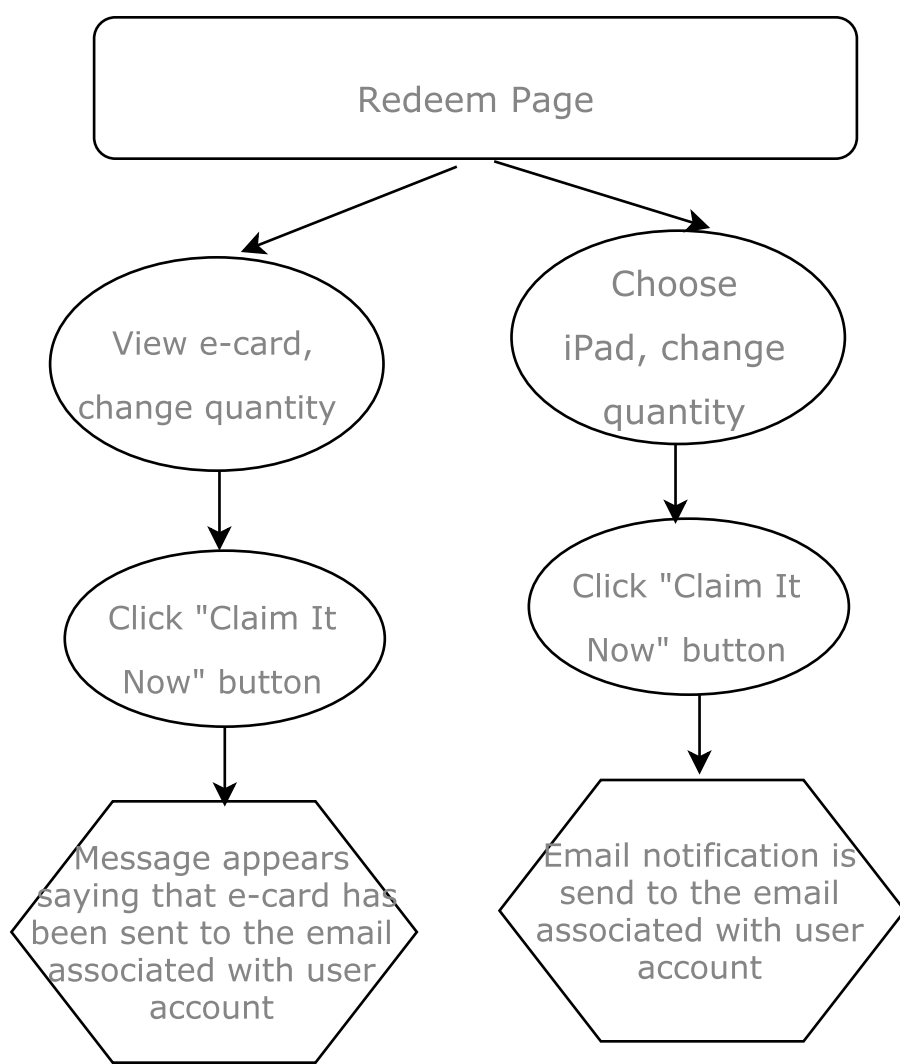 Redeem Page
View e-card,
change quantity
Click "Claim It
Now" button
Message appears
saying that e-card has
been sent to the email
associated with user
account
Choose
iPad, change
quantity
Click "Claim It
Now" button
Email notification is
send to the email
associated with user
account